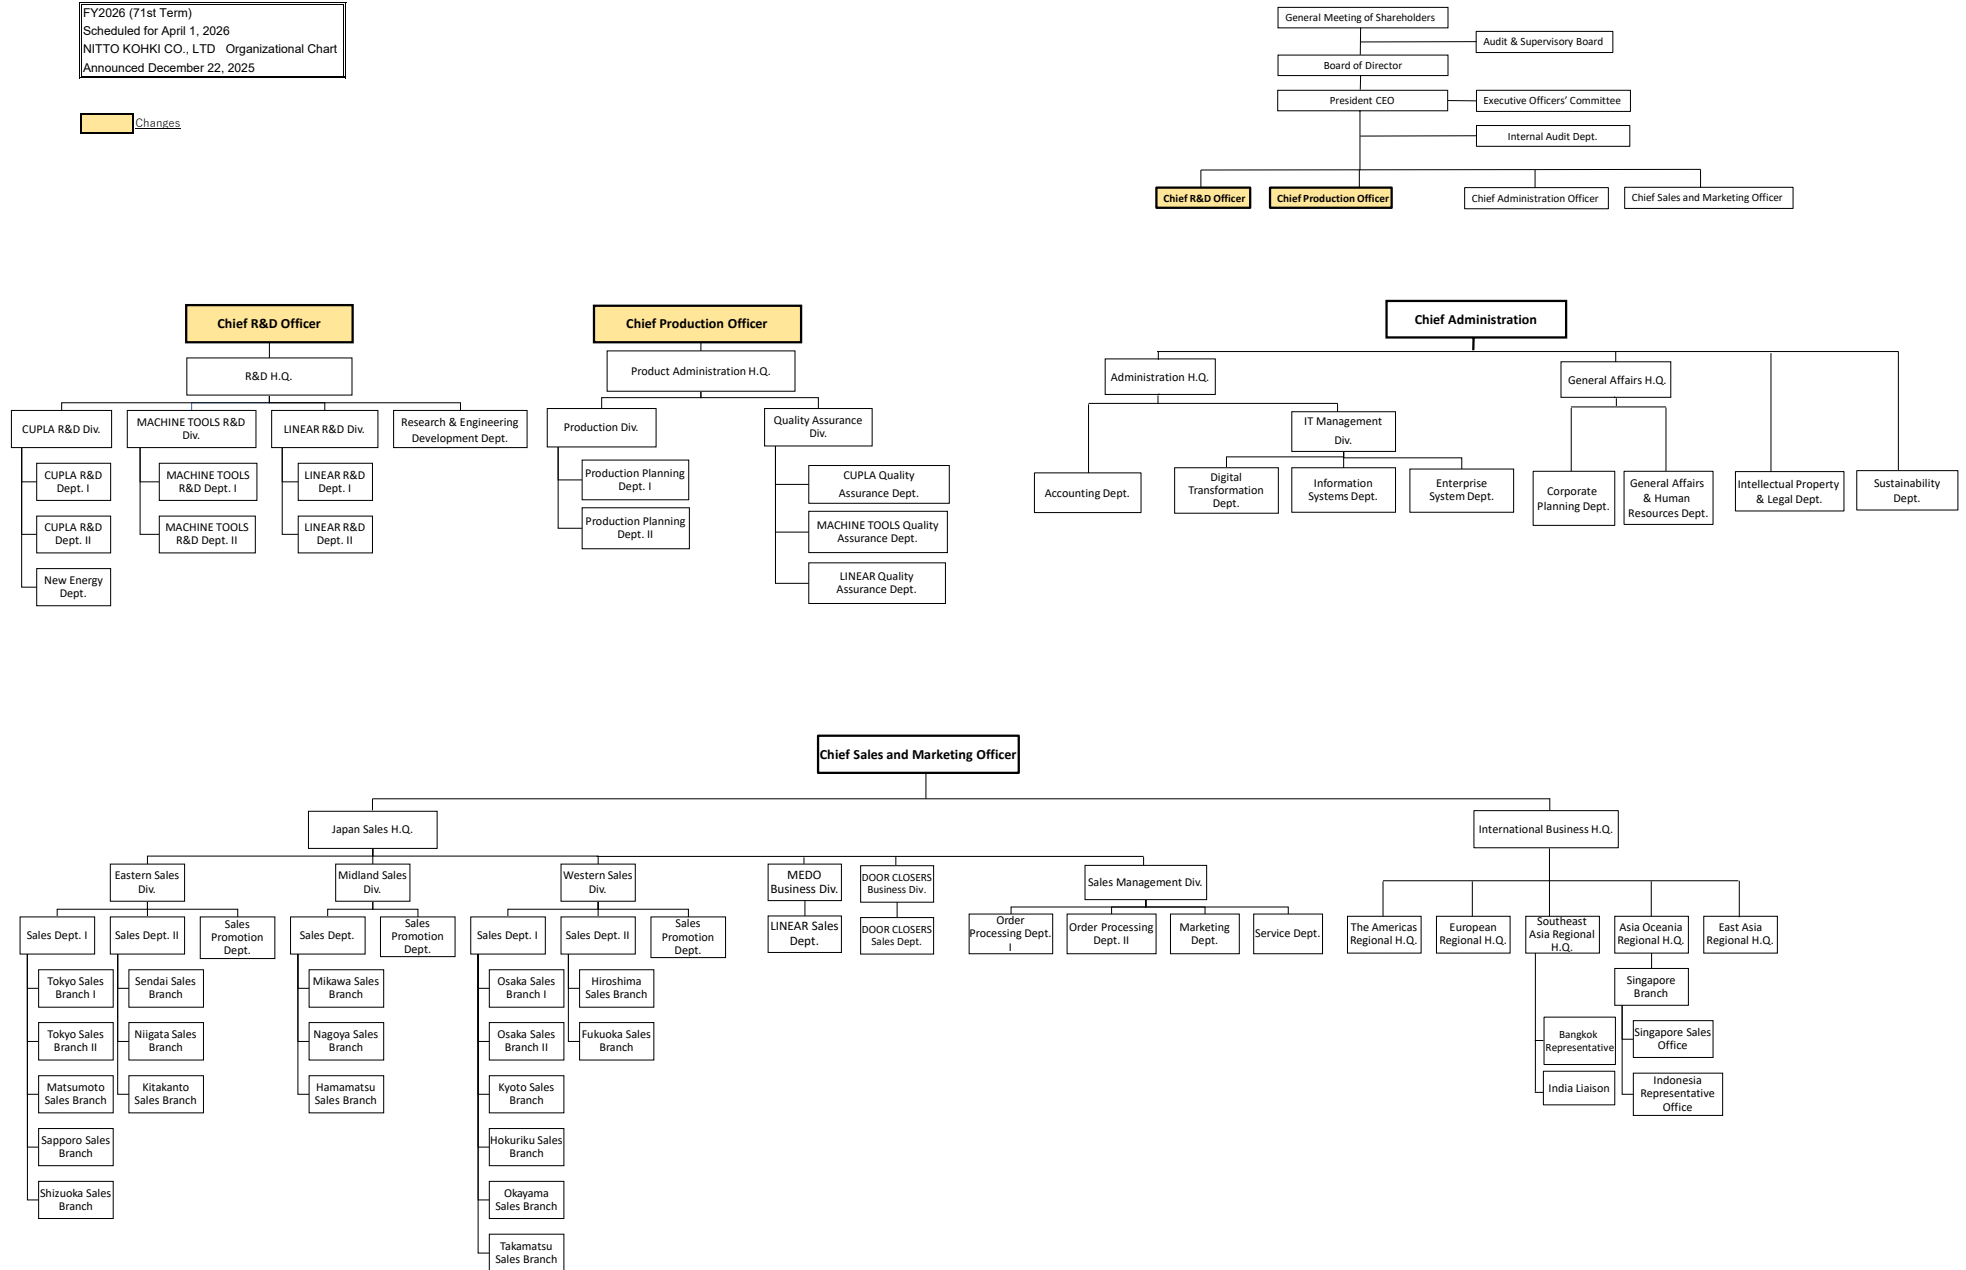 FY2026 (71st Term)
Scheduled for April 1, 2026
NITTO KOHKI CO., LTD   Organizational Chart
Announced December 22, 2025
Changes
General Meeting of Shareholders
Audit & Supervisory Board
Board of Director
President CEO
Executive Officers' Committee
Internal Audit Dept.
Chief R&D Officer
Chief Production Officer
Chief Administration Officer
Chief Sales and Marketing Officer
Chief R&D Officer
R&D H.Q.
CUPLA R&D Div.
MACHINE TOOLS R&D
Div.
LINEAR R&D Div.
Research & Engineering
Development Dept.
CUPLA R&D
Dept. I
MACHINE TOOLS
R&D Dept. I
LINEAR R&D
Dept. I
CUPLA R&D
Dept. II
MACHINE TOOLS
R&D Dept. II
LINEAR R&D
Dept. II
New Energy
Dept.
Chief Production Officer
Product Administration H.Q.
Production Div.
Quality Assurance
Div.
Production Planning
Dept. I
Production Planning
Dept. II
CUPLA Quality
Assurance Dept.
MACHINE TOOLS Quality
Assurance Dept.
LINEAR Quality
Assurance Dept.
Chief Administration
Administration H.Q.
General Affairs H.Q.
IT Management
Div.
Accounting Dept.
Digital
Transformation
Dept.
Information
Systems Dept.
Enterprise
System Dept.
Corporate
Planning Dept.
General Affairs
& Human
Resources Dept.
Intellectual Property
& Legal Dept.
Sustainability
Dept.
Chief Sales and Marketing Officer
Japan Sales H.Q.
International Business H.Q.
Eastern Sales
Div.
Midland Sales
Div.
Western Sales
Div.
MEDO
Business Div.
DOOR CLOSERS
Business Div.
Sales Management Div.
Sales Dept. I
Sales Dept. II
Sales
Promotion
Dept.
Sales Dept.
Sales
Promotion
Dept.
Sales Dept. I
Sales Dept. II
Sales
Promotion
Dept.
LINEAR Sales
Dept.
DOOR CLOSERS
Sales Dept.
Order
Processing Dept.
I
Order Processing
Dept. II
Marketing
Dept.
Service Dept.
The Americas
Regional H.Q.
European
Regional H.Q.
Southeast
Asia Regional
H.Q.
Asia Oceania
Regional H.Q.
East Asia
Regional H.Q.
Tokyo Sales
Branch I
Sendai Sales
Branch
Mikawa Sales
Branch
Osaka Sales
Branch I
Hiroshima
Sales Branch
Singapore
Branch
Tokyo Sales
Branch II
Niigata Sales
Branch
Nagoya Sales
Branch
Osaka Sales
Branch II
Fukuoka Sales
Branch
Bangkok
Representative
Singapore Sales
Office
Matsumoto
Sales Branch
Kitakanto
Sales Branch
Hamamatsu
Sales Branch
Kyoto Sales
Branch
India Liaison
Indonesia
Representative
Office
Sapporo Sales
Branch
Hokuriku Sales
Branch
Shizuoka Sales
Branch
Okayama
Sales Branch
Takamatsu
Sales Branch